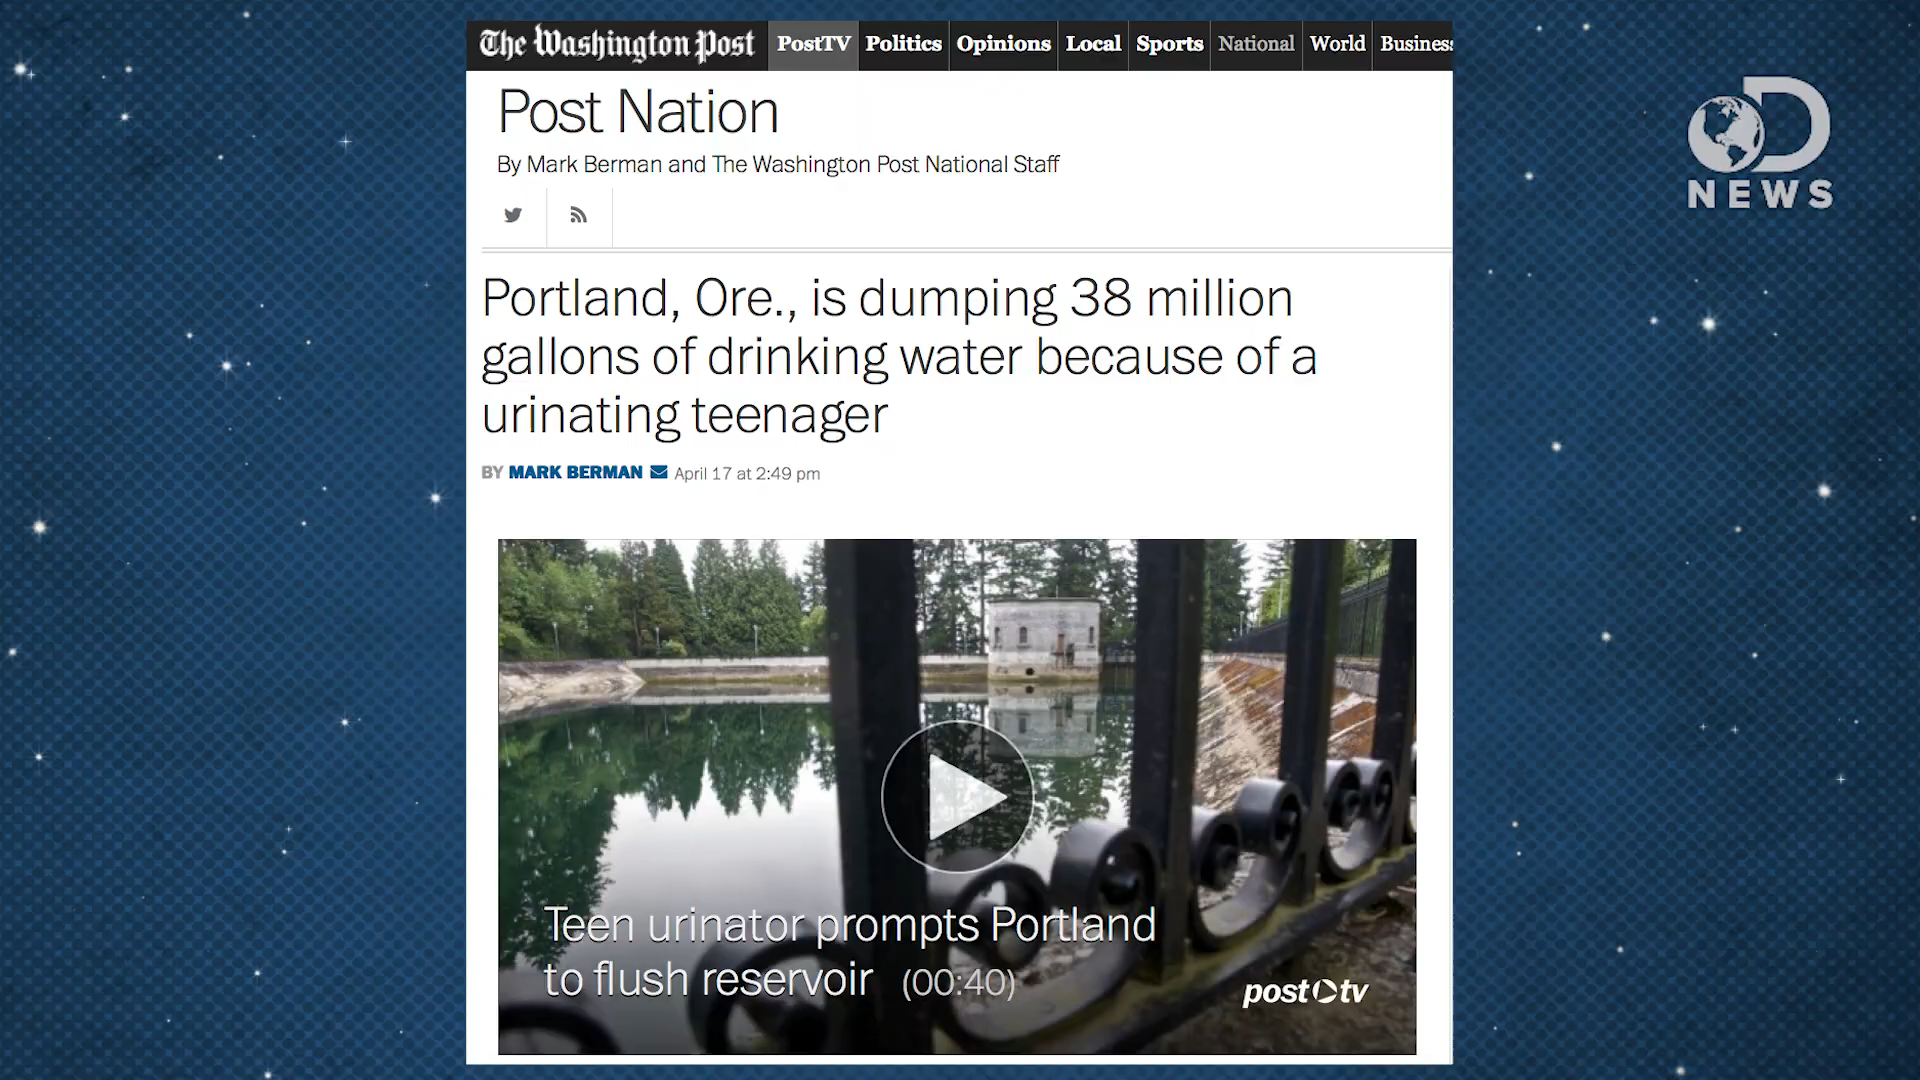 The Washington Post PostTV Politics Opinions Local Sports National World Business
Post Nation
By Mark Berman and The Washington Post National Staff
Portland, Ore., is dumping 38 million
gallons of drinking water because of a
urinating teenager
BY MARK BERMAN April 17 at 2:49 pm
Teen urinator prompts Portland
to flush reservoir (00:40)
post tv
D
NEWS